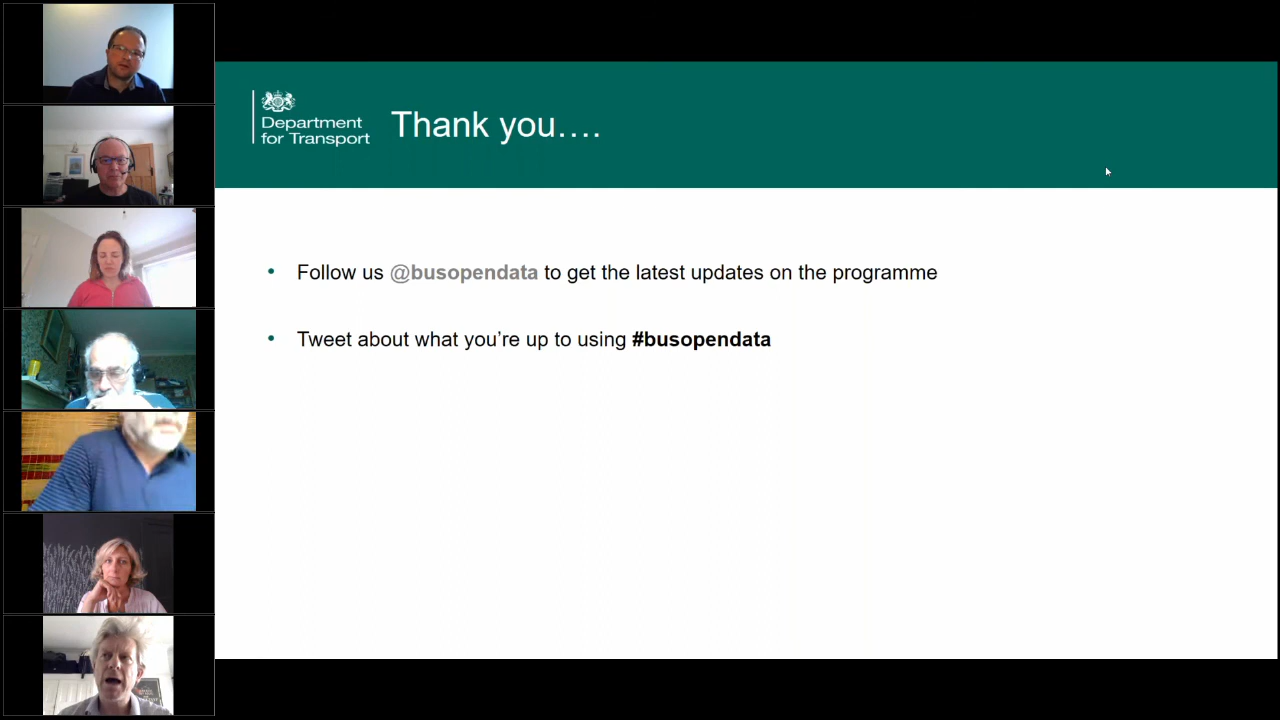 Department
for Transport
Thank you….
Follow us @busopendata to get the latest updates on the programme
Tweet about what you’re up to using #busopendata